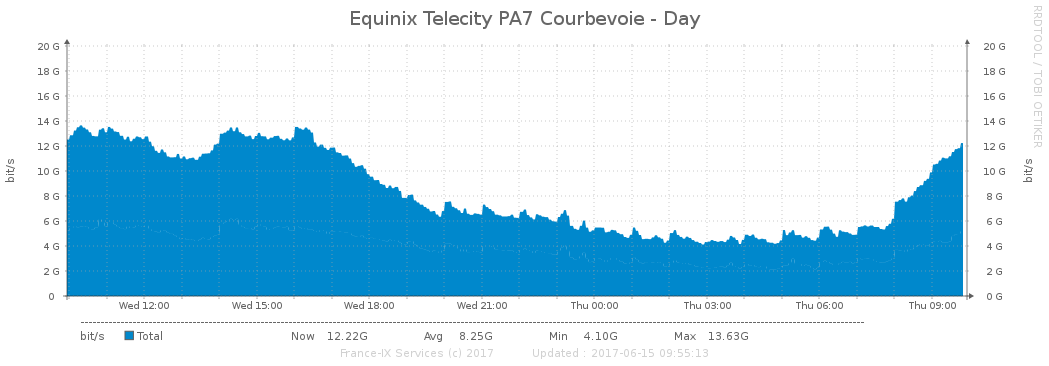 Equinix Telecity PA7 Courbevoie - Day
RRDTOOL / TOBI OETIKER
20 G 20 G
18 G 18 G
16 G 16 G
14 G 14 G
12 G 12 G
10 G 10 G
8 G 8 G
6 G 6 G
4 G 4 G
2 G 2 G
0 0 G
bit/s bit/s
Wed 12:00 Wed 15:00 Wed 18:00 Wed 21:00 Thu 00:00 Thu 03:00 Thu 06:00 Thu 09:00
bit/s Total Now 12.22G Avg 8.25G Min 4.10G Max 13.63G
France-IX Services (c) 2017 Updated : 2017-06-15 09:55:13